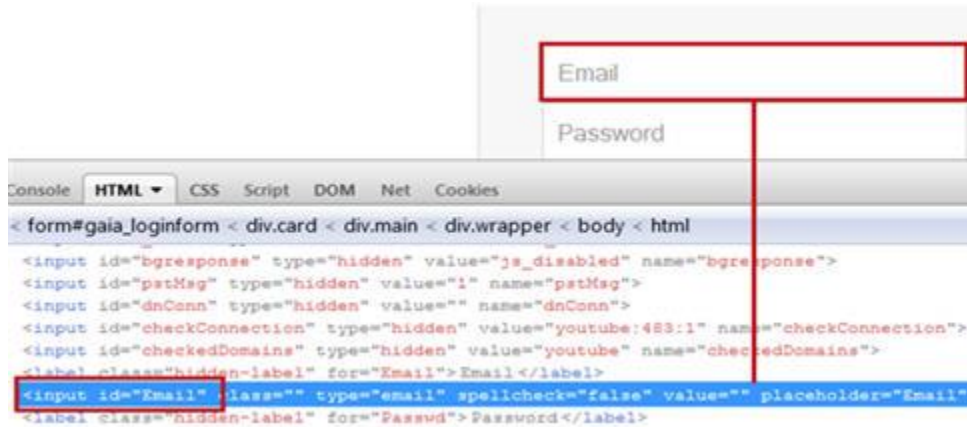 Email
Password
Console HTML CSS Script DOM Net Cookies
< form#gaia_loginform < div.card < div.main < div.wrapper < body < html
<input id="bgresponse" type="hidden" value="js_disabled" name="bgresponse">
<input id="pstMsg" type="hidden" value="1" name="pstMsg">
<input id="dnConn" type="hidden" value="" name="dnConn">
<input id="checkConnection" type="hidden" value="youtube:483:1" name="checkConnection">
<input id="checkedDomains" type="hidden" value="youtube" name="checkedDomains">
<label class="hidden-label" for="Email">Email</label>
<input id="Email" class="" type="email" spellcheck="false" value="" placeholder="Email"
<label class="hidden-label" for="Passwd">Password</label>